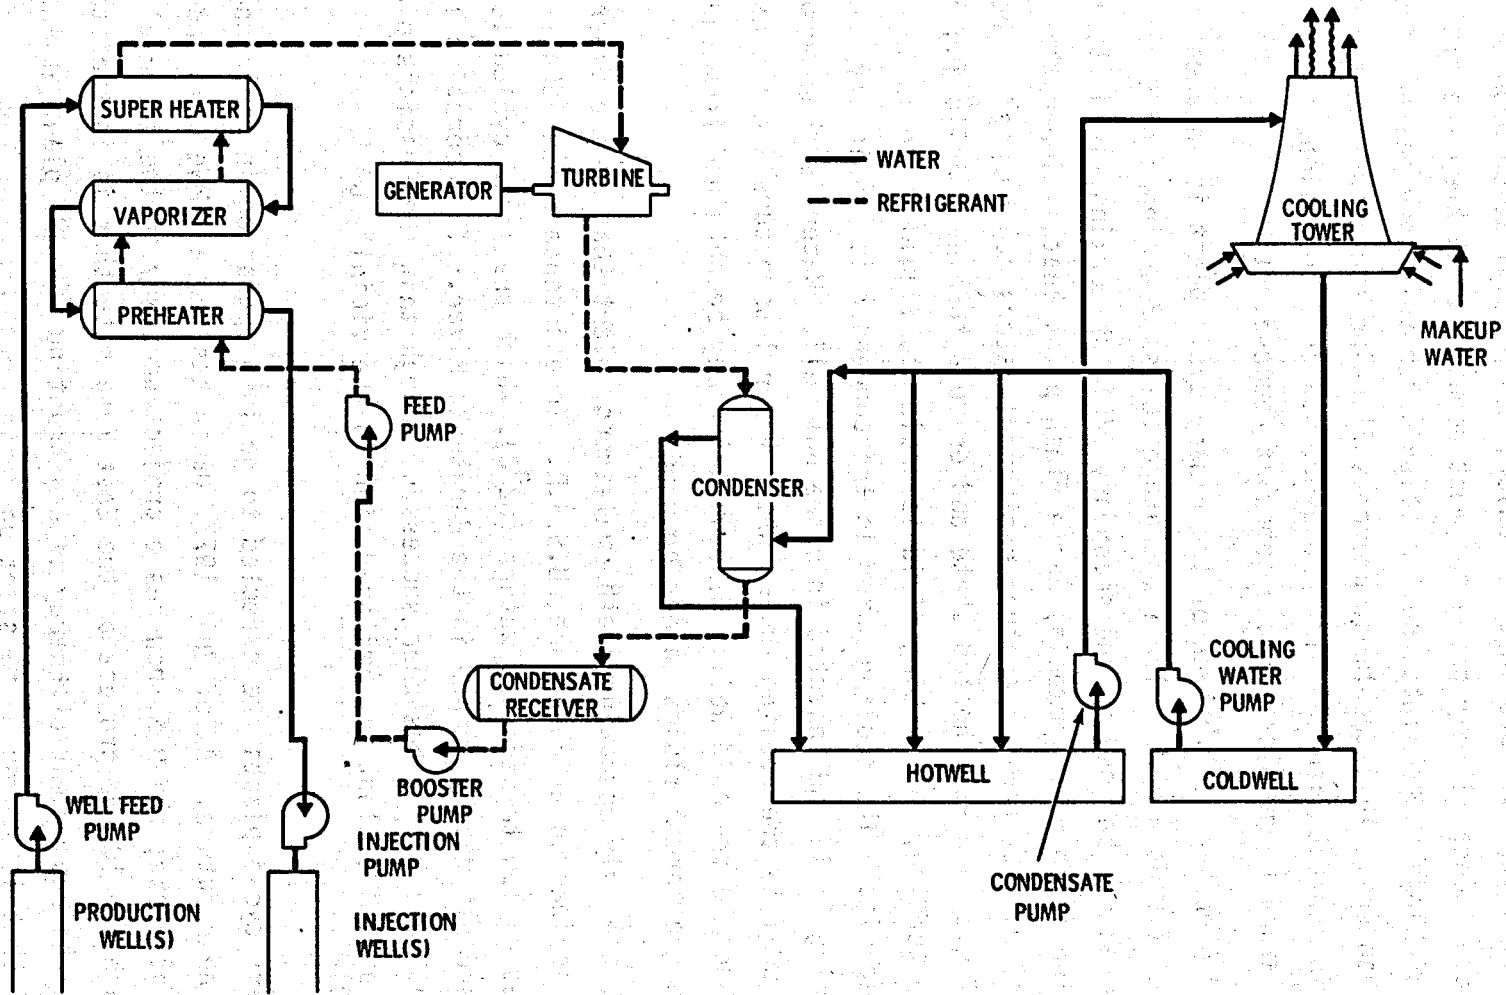 SUPER HEATER
VAPORIZER
PREHEATER
GENERATOR
TURBINE
WATER
REFRIGERANT
COOLING
TOWER
MAKEUP
WATER
FEED
PUMP
CONDENSER
CONDENSATE
RECEIVER
BOOSTER
PUMP
COOLING
WATER
PUMP
HOTWELL
COLDWELL
WELL FEED
PUMP
INJECTION
PUMP
CONDENSATE
PUMP
PRODUCTION
WELL(S)
INJECTION
WELL(S)